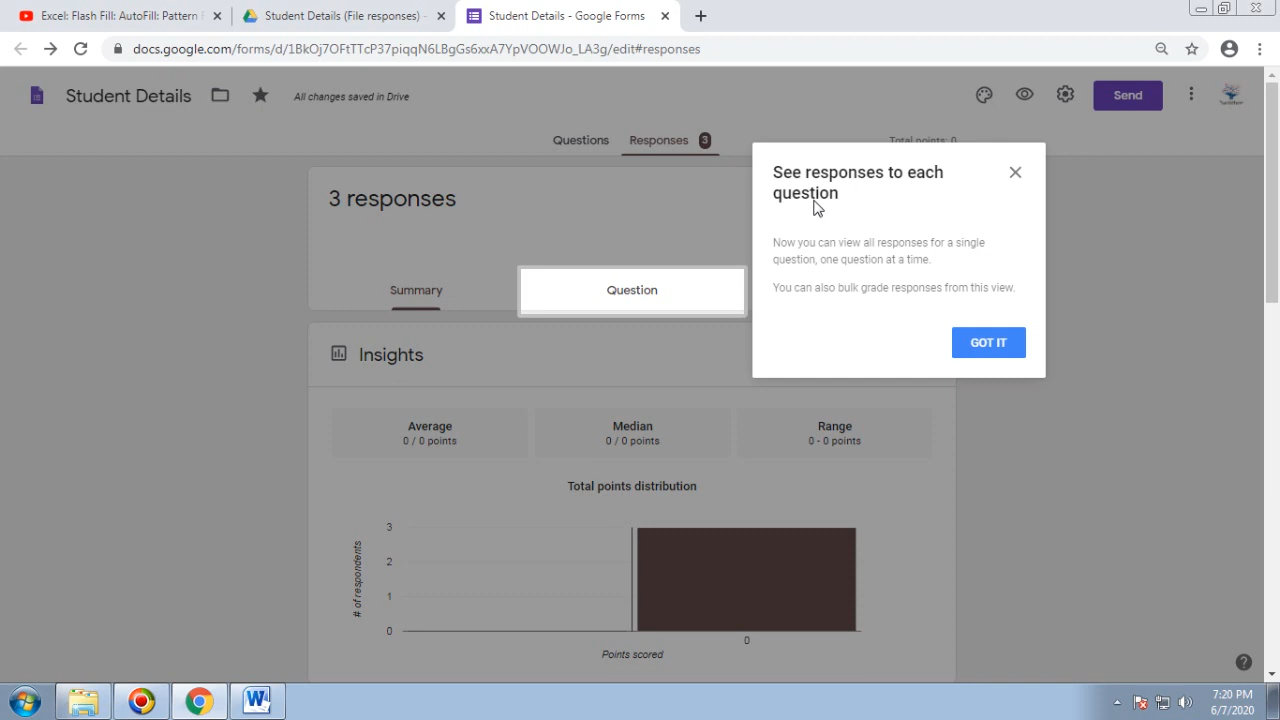 Excel: Flash Fill: AutoFill: Pattern F
Student Details (File responses) -
Student Details - Google Forms
docs.google.com/forms/d/1BkOj7OFtTTcP37piqqN6LBgGs6xxA7YpVOOWJo_LA3g/edit#responses
Student Details
All changes saved in Drive
Send
Questions
Responses 3
Total points: 0
3 responses
See responses to each
question
Now you can view all responses for a single
question, one question at a time.
You can also bulk grade responses from this view.
GOT IT
Summary
Question
Insights
Average
0 / 0 points
Median
0 / 0 points
Range
0 - 0 points
Total points distribution
# of respondents
3
2
1
0
0
Points scored
7:20 PM
6/7/2020